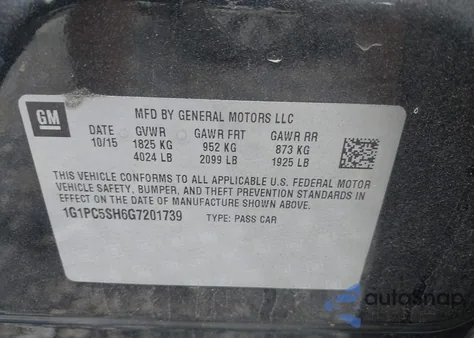 GM
MFD BY GENERAL MOTORS LLC
DATE GVWR GAWR FRT GAWR RR
10/15 1825 KG 952 KG 873 KG
4024 LB 2099 LB 1925 LB
THIS VEHICLE CONFORMS TO ALL APPLICABLE U.S. FEDERAL MOTOR
VEHICLE SAFETY, BUMPER, AND THEFT PREVENTION STANDARDS IN
EFFECT ON THE DATE OF MANUFACTURE SHOWN ABOVE.
1G1PC5SH6G7201739 TYPE: PASS CAR
autoSnap